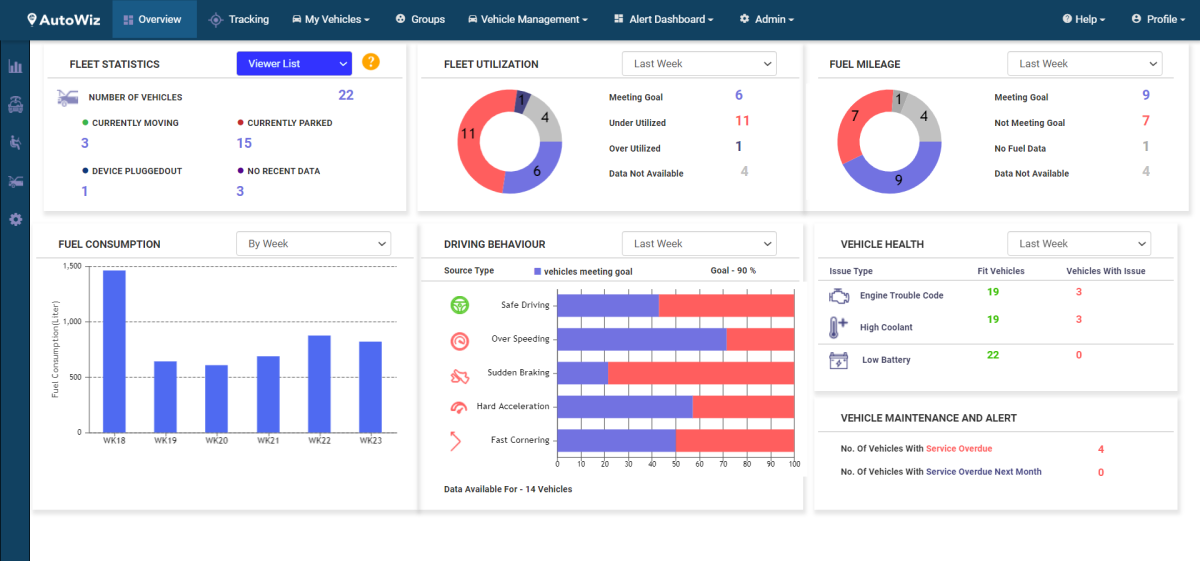 AutoWiz Overview Tracking My Vehicles Groups Vehicle Management Alert Dashboard Admin Help Profile
FLEET STATISTICS Viewer List ?
NUMBER OF VEHICLES 22
CURRENTLY MOVING CURRENTLY PARKED
3 15
DEVICE PLUGGEDOUT NO RECENT DATA
1 3
FLEET UTILIZATION Last Week
1
4
11
6
Meeting Goal 6
Under Utilized 11
Over Utilized 1
Data Not Available 4
FUEL MILEAGE Last Week
1
7 4
9
Meeting Goal 9
Not Meeting Goal 7
No Fuel Data 1
Data Not Available 4
FUEL CONSUMPTION By Week
Fuel Consumption(Liter)
1,500
1,000
500
0
WK18 WK19 WK20 WK21 WK22 WK23
DRIVING BEHAVIOUR Last Week
Source Type vehicles meeting goal Goal - 90 %
Safe Driving
Over Speeding
Sudden Braking
Hard Acceleration
Fast Cornering
0 10 20 30 40 50 60 70 80 90 100
Data Available For - 14 Vehicles
VEHICLE HEALTH Last Week
Issue Type Fit Vehicles Vehicles With Issue
Engine Trouble Code 19 3
High Coolant 19 3
Low Battery 22 0
VEHICLE MAINTENANCE AND ALERT
No. Of Vehicles With Service Overdue 4
No. Of Vehicles With Service Overdue Next Month 0